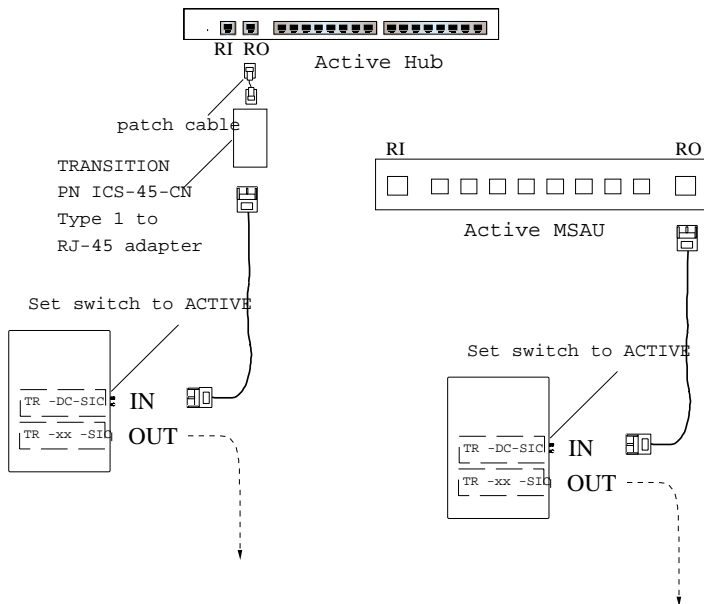 RI RO
Active Hub
patch cable
TRANSITION
PN ICS-45-CN
Type 1 to
RJ-45 adapter
Set switch to ACTIVE
TR -DC-SIC
IN
TR -xx -SIO
OUT
RI
RO
Active MSAU
Set switch to ACTIVE
TR -DC-SIC
IN
TR -xx -SIO
OUT